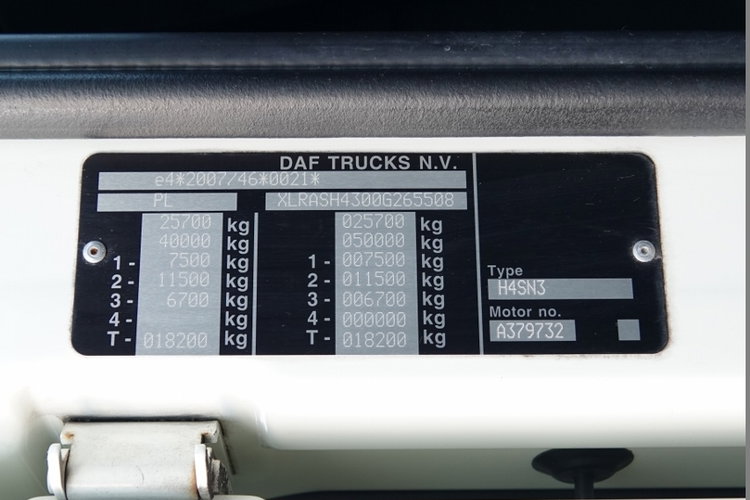 DAF TRUCKS N.V.
e4*2007/46*0021*
PL XLRASH4300G265508
25700 kg 025700 kg
40000 kg 050000 kg
1- 7500 kg 1- 007500 kg
2- 11500 kg 2- 011500 kg
3- 6700 kg 3- 006700 kg
4- kg 4- 000000 kg
T- 018200 kg T- 018200 kg
Type
H4SN3
Motor no.
A379732